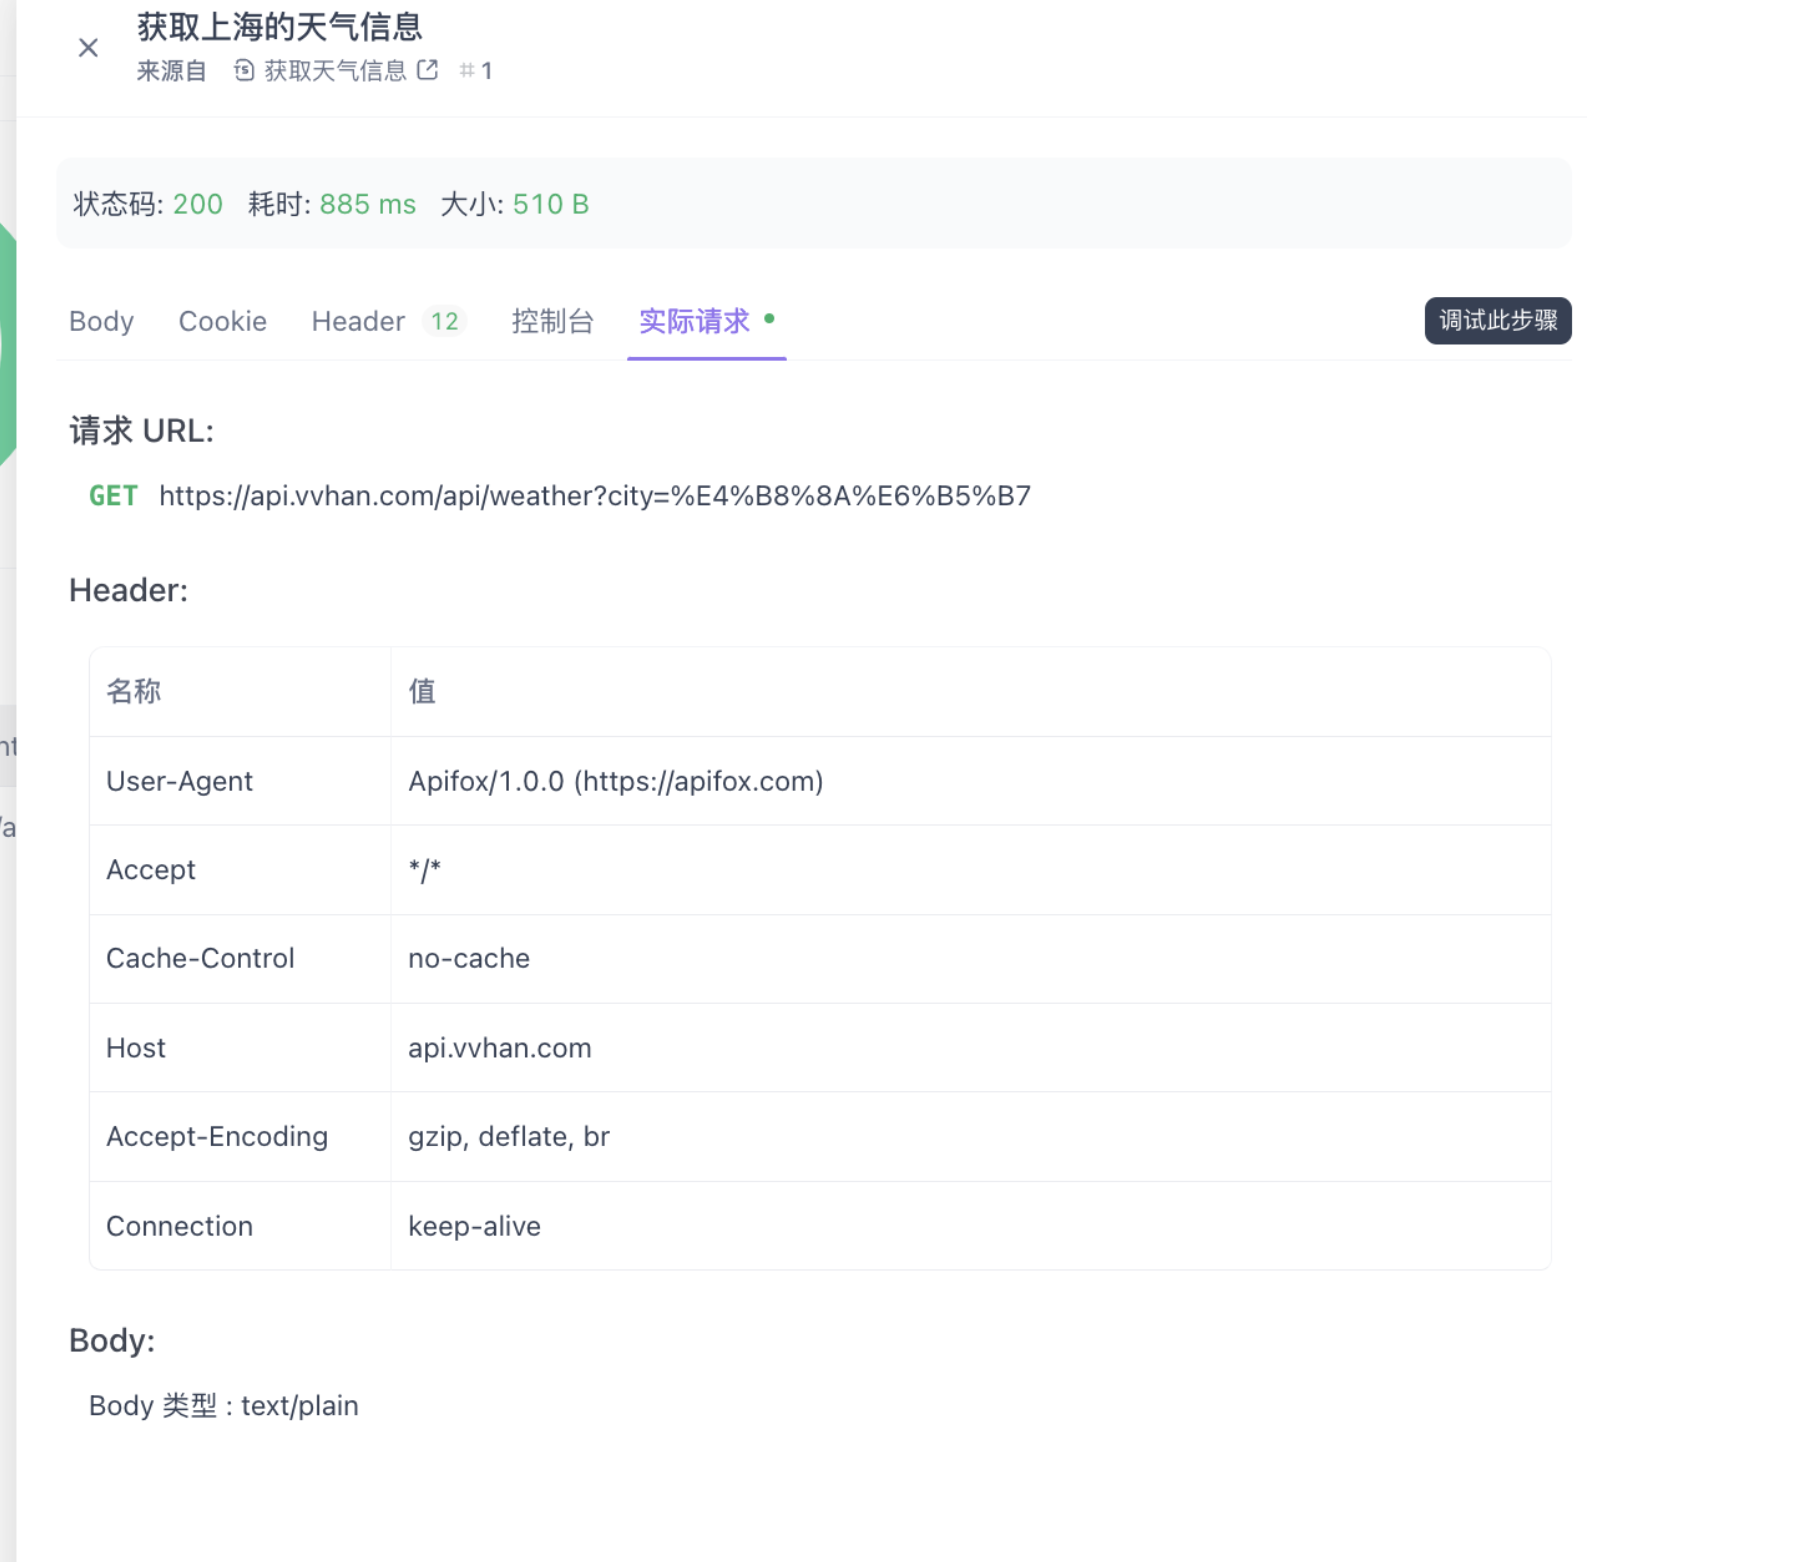 获取上海的天气信息
来源自 TS 获取天气信息 # 1
状态码: 200 耗时: 885 ms 大小: 510 B
Body Cookie Header 12 控制台 实际请求 调试此步骤
请求 URL:
GET https://api.vvhan.com/api/weather?city=%E4%B8%8A%E6%B5%B7
Header:
名称 值
User-Agent Apifox/1.0.0 (https://apifox.com)
Accept */*
Cache-Control no-cache
Host api.vvhan.com
Accept-Encoding gzip, deflate, br
Connection keep-alive
Body:
Body 类型 : text/plain